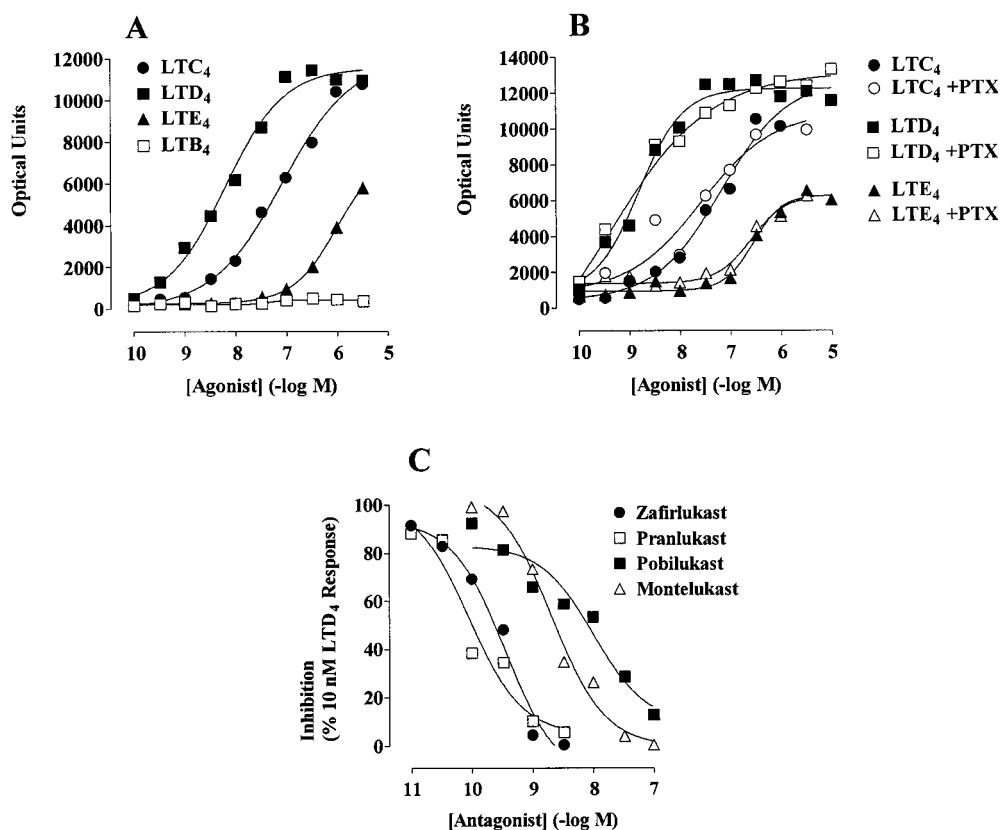 A
LTC4
LTD4
LTE4
LTB4
Optical Units
12000
10000
8000
6000
4000
2000
0
10 9 8 7 6 5
[Agonist] (-log M)
B
LTC4
LTC4 +PTX
LTD4
LTD4 +PTX
LTE4
LTE4 +PTX
Optical Units
14000
12000
10000
8000
6000
4000
2000
0
10 9 8 7 6 5
[Agonist] (-log M)
C
Zafirlukast
Pranlukast
Pobilukast
Montelukast
Inhibition
(% 10 nM LTD4 Response)
100
80
60
40
20
0
11 10 9 8 7
[Antagonist] (-log M)